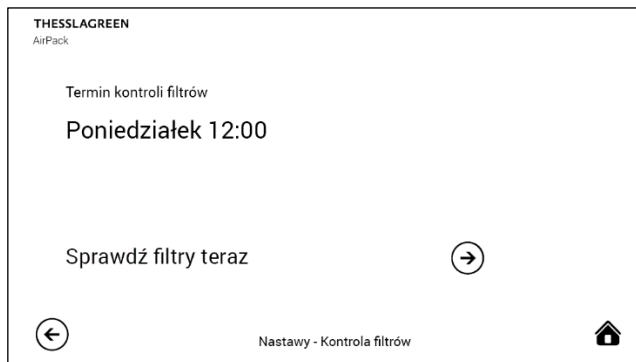 THESSLAGREEN
AirPack
Termin kontroli filtrów
Poniedziałek 12:00
Sprawdź filtry teraz
Nastawy - Kontrola filtrów